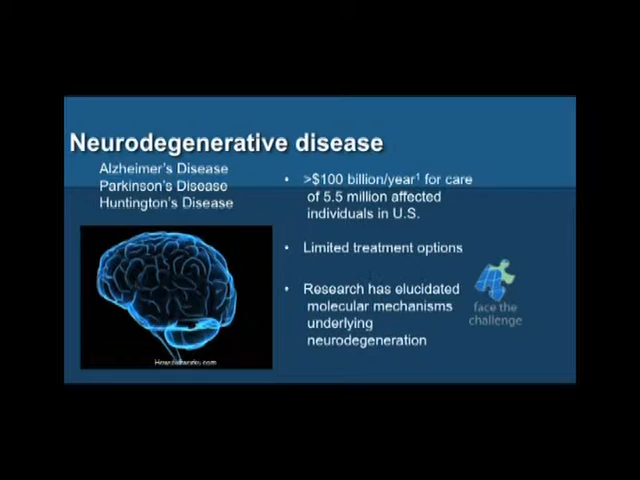 Neurodegenerative disease
Alzheimer's Disease
Parkinson's Disease
Huntington's Disease
• >$100 billion/year¹ for care
of 5.5 million affected
individuals in U.S.
• Limited treatment options
• Research has elucidated
molecular mechanisms
underlying
neurodegeneration
face the
challenge